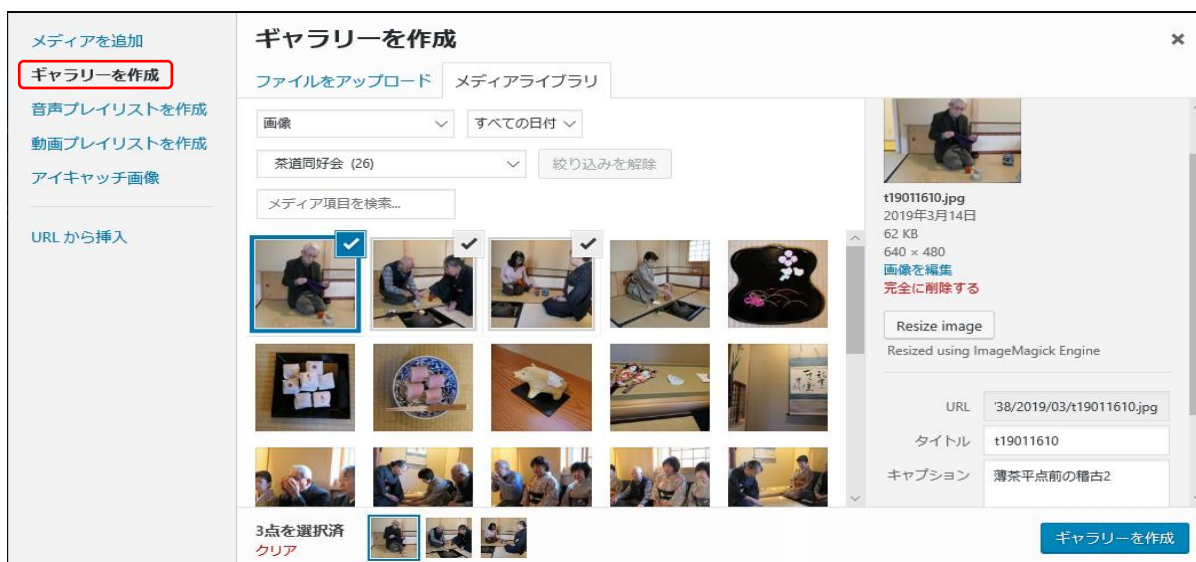 メディアを追加
ギャラリーを作成
音声プレイリストを作成
動画プレイリストを作成
アイキャッチ画像
URL から挿入
ギャラリーを作成
×
ファイルをアップロード
メディアライブラリ
画像
すべての日付
茶道同好会 (26)
絞り込みを解除
メディア項目を検索...
t19011610.jpg
2019年3月14日
62 KB
640 × 480
画像を編集
完全に削除する
Resize image
Resized using ImageMagick Engine
URL '38/2019/03/t19011610.jpg
タイトル t19011610
キャプション 薄茶平点前の稽古2
3点を選択済
クリア
ギャラリーを作成